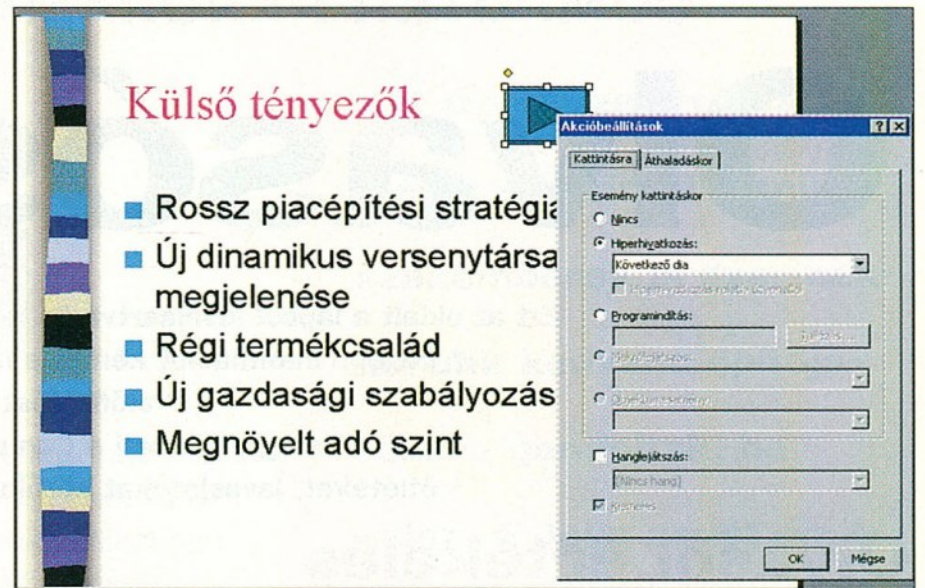 Külső tényezők
Rossz piacépítési stratégia
Új dinamikus versenytársa
megjelenése
Régi termékcsalád
Új gazdasági szabályozás
Megnövelt adó szint
Akcióbeállítások
Kattintásra Áthaladáskor
Esemény kattintáskor
Nincs
Hiperhivatkozás:
Következő dia
Programindítás:
Tallózás...
Hanglejátszás:
[Nincs hang]
OK Mégse